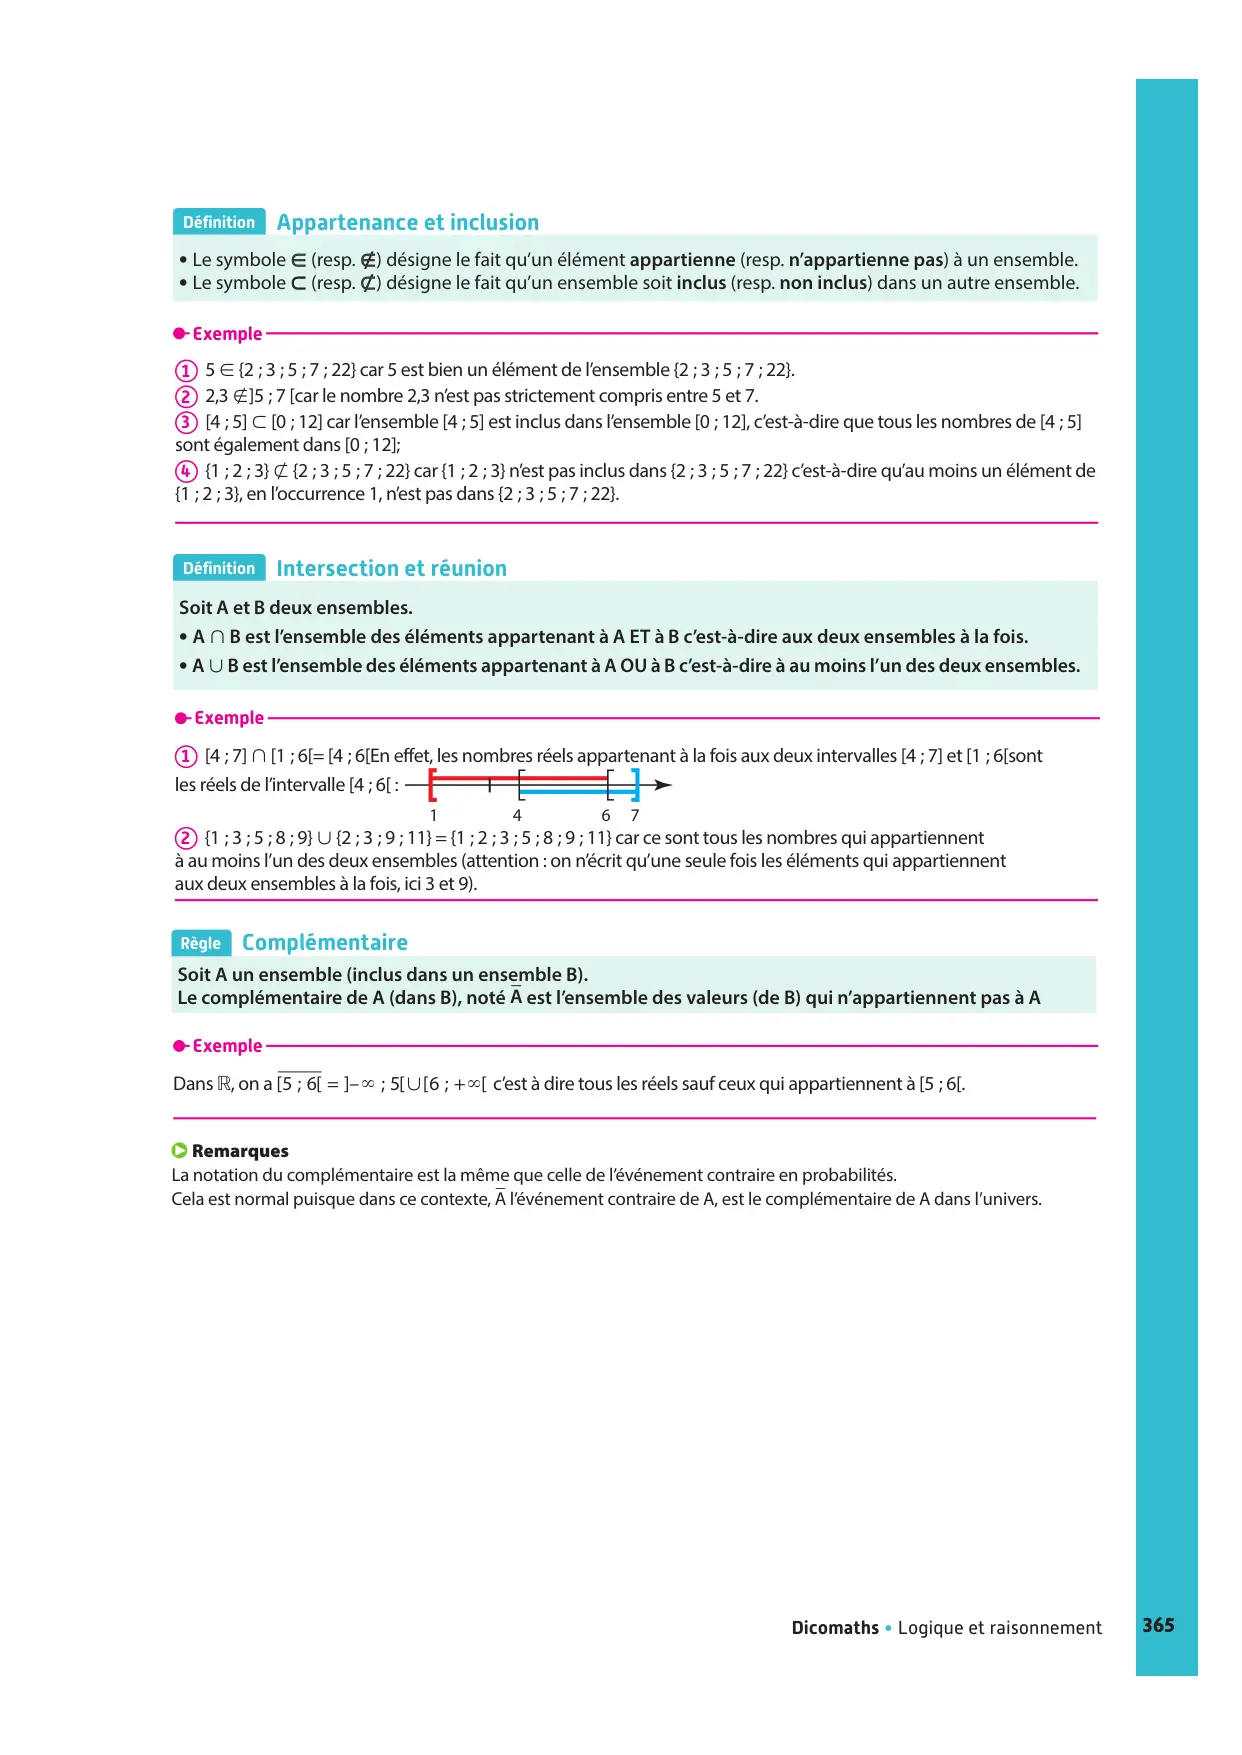 Définition Appartenance et inclusion
• Le symbole ∈ (resp. ∉) désigne le fait qu’un élément appartienne (resp. n’appartienne pas) à un ensemble.
• Le symbole ⊂ (resp. ⊄) désigne le fait qu’un ensemble soit inclus (resp. non inclus) dans un autre ensemble.
Exemple
1 5 ∈ {2 ; 3 ; 5 ; 7 ; 22} car 5 est bien un élément de l’ensemble {2 ; 3 ; 5 ; 7 ; 22}.
2 2,3 ∉]5 ; 7 [car le nombre 2,3 n’est pas strictement compris entre 5 et 7.
3 [4 ; 5] ⊂ [0 ; 12] car l’ensemble [4 ; 5] est inclus dans l’ensemble [0 ; 12], c’est-à-dire que tous les nombres de [4 ; 5]
sont également dans [0 ; 12];
4 {1 ; 2 ; 3} ⊄ {2 ; 3 ; 5 ; 7 ; 22} car {1 ; 2 ; 3} n’est pas inclus dans {2 ; 3 ; 5 ; 7 ; 22} c’est-à-dire qu’au moins un élément de
{1 ; 2 ; 3}, en l’occurrence 1, n’est pas dans {2 ; 3 ; 5 ; 7 ; 22}.
Définition Intersection et réunion
Soit A et B deux ensembles.
• A ∩ B est l’ensemble des éléments appartenant à A ET à B c’est-à-dire aux deux ensembles à la fois.
• A ∪ B est l’ensemble des éléments appartenant à A OU à B c’est-à-dire à au moins l’un des deux ensembles.
Exemple
1 [4 ; 7] ∩ [1 ; 6[= [4 ; 6[En effet, les nombres réels appartenant à la fois aux deux intervalles [4 ; 7] et [1 ; 6[sont
les réels de l’intervalle [4 ; 6[ :
1 4 6 7
2 {1 ; 3 ; 5 ; 8 ; 9} ∪ {2 ; 3 ; 9 ; 11} = {1 ; 2 ; 3 ; 5 ; 8 ; 9 ; 11} car ce sont tous les nombres qui appartiennent
à au moins l’un des deux ensembles (attention : on n’écrit qu’une seule fois les éléments qui appartiennent
aux deux ensembles à la fois, ici 3 et 9).
Règle Complémentaire
Soit A un ensemble (inclus dans un ensemble B).
Le complémentaire de A (dans B), noté A̅ est l’ensemble des valeurs (de B) qui n’appartiennent pas à A
Exemple
Dans ℝ, on a [̅5̅ ̅;̅ ̅6̅[̅ = ]–∞ ; 5[∪[6 ; +∞[ c’est à dire tous les réels sauf ceux qui appartiennent à [5 ; 6[.
Remarques
La notation du complémentaire est la même que celle de l’événement contraire en probabilités.
Cela est normal puisque dans ce contexte, A̅ l’événement contraire de A, est le complémentaire de A dans l’univers.
Dicomaths • Logique et raisonnement 365